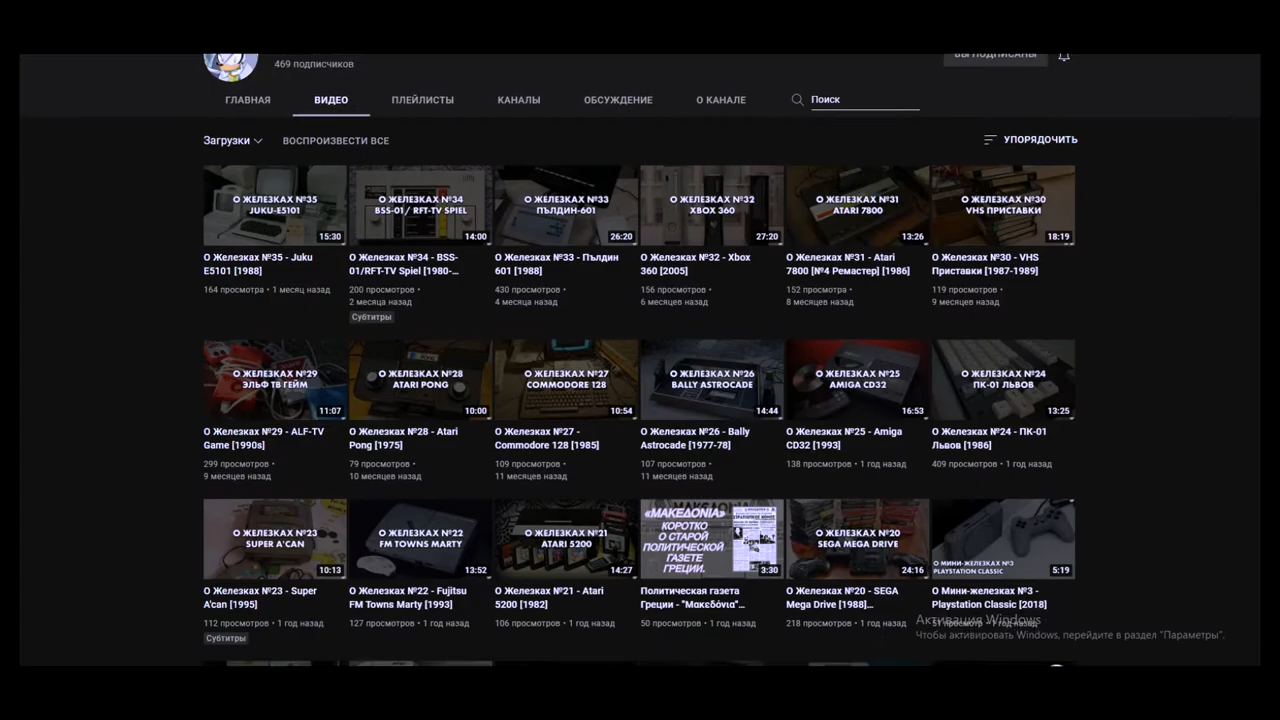 469 подписчиков
ВЫ ПОДПИСАНЫ
ГЛАВНАЯ
ВИДЕО
ПЛЕЙЛИСТЫ
КАНАЛЫ
ОБСУЖДЕНИЕ
О КАНАЛЕ
Поиск
Загрузки
ВОСПРОИЗВЕСТИ ВСЕ
УПОРЯДОЧИТЬ
О ЖЕЛЕЗКАХ №35
JUKU-E5101
15:30
О Железках №35 - Juku
E5101 [1988]
164 просмотра • 1 месяц назад
О ЖЕЛЕЗКАХ №34
BSS-01/ RFT-TV SPIEL
14:00
О Железках №34 - BSS-
01/RFT-TV Spiel [1980-...
200 просмотров •
2 месяца назад
Субтитры
О ЖЕЛЕЗКАХ №33
ПЪЛДИН-601
26:20
О Железках №33 - Пълдин
601 [1988]
430 просмотров •
4 месяца назад
О ЖЕЛЕЗКАХ №32
XBOX 360
27:20
О Железках №32 - Xbox
360 [2005]
156 просмотров •
6 месяцев назад
О ЖЕЛЕЗКАХ №31
ATARI 7800
13:26
О Железках №31 - Atari
7800 [№4 Ремастер] [1986]
152 просмотра •
8 месяцев назад
О ЖЕЛЕЗКАХ №30
VHS ПРИСТАВКИ
18:19
О Железках №30 - VHS
Приставки [1987-1989]
119 просмотров •
9 месяцев назад
О ЖЕЛЕЗКАХ №29
ЭЛЬФ ТВ ГЕЙМ
11:07
О Железках №29 - ALF-TV
Game [1990s]
299 просмотров •
9 месяцев назад
О ЖЕЛЕЗКАХ №28
ATARI PONG
10:00
О Железках №28 - Atari
Pong [1975]
79 просмотров •
10 месяцев назад
О ЖЕЛЕЗКАХ №27
COMMODORE 128
10:54
О Железках №27 -
Commodore 128 [1985]
109 просмотров •
11 месяцев назад
О ЖЕЛЕЗКАХ №26
BALLY ASTROCADE
14:44
О Железках №26 - Bally
Astrocade [1977-78]
107 просмотров •
11 месяцев назад
О ЖЕЛЕЗКАХ №25
AMIGA CD32
16:53
О Железках №25 - Amiga
CD32 [1993]
138 просмотров • 1 год назад
О ЖЕЛЕЗКАХ №24
ПК-01 ЛЬВОВ
13:25
О Железках №24 - ПК-01
Львов [1986]
409 просмотров • 1 год назад
О ЖЕЛЕЗКАХ №23
SUPER A'CAN
10:13
О Железках №23 - Super
A'can [1995]
112 просмотров • 1 год назад
Субтитры
О ЖЕЛЕЗКАХ №22
FM TOWNS MARTY
13:52
О Железках №22 - Fujitsu
FM Towns Marty [1993]
127 просмотров • 1 год назад
О ЖЕЛЕЗКАХ №21
ATARI 5200
14:27
О Железках №21 - Atari
5200 [1982]
106 просмотров • 1 год назад
«МАКЕДОNIA»
КОРОТКО
О СТАРОЙ
ПОЛИТИЧЕСКОЙ
ГАЗЕТЕ
ГРЕЦИИ.
3:30
Политическая газета
Греции - "Μακεδόνια"...
50 просмотров • 1 год назад
О ЖЕЛЕЗКАХ №20
SEGA MEGA DRIVE
24:16
О Железках №20 - SEGA
Mega Drive [1988]...
218 просмотров • 1 год назад
О МИНИ-ЖЕЛЕЗКАХ №3
PLAYSTATION CLASSIC
5:19
О Мини-железках №3 -
Playstation Classic [2018]
51 просмотр • 1 год назад
Активация Windows
Чтобы активировать Windows, перейдите в раздел "Параметры".